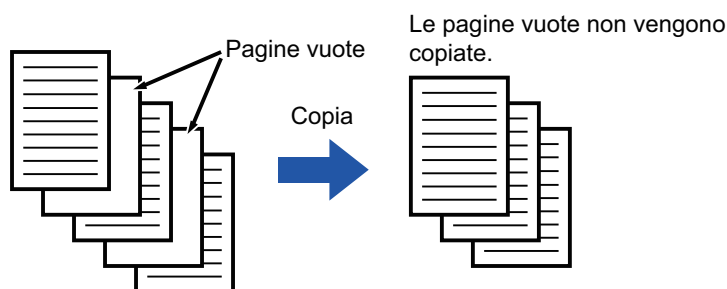 Pagine vuote
Copia
Le pagine vuote non vengono
copiate.